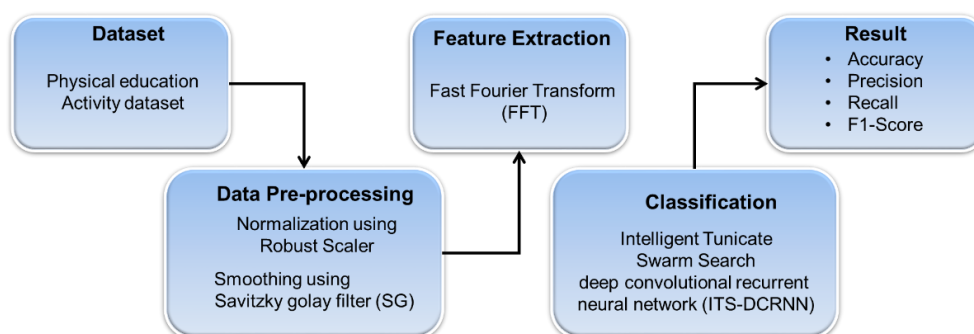 Dataset
Physical education
Activity dataset
Data Pre-processing
Normalization using
Robust Scaler
Smoothing using
Savitzky golay filter (SG)
Feature Extraction
Fast Fourier Transform
(FFT)
Classification
Intelligent Tunicate
Swarm Search
deep convolutional recurrent
neural network (ITS-DCRNN)
Result
• Accuracy
• Precision
• Recall
• F1-Score